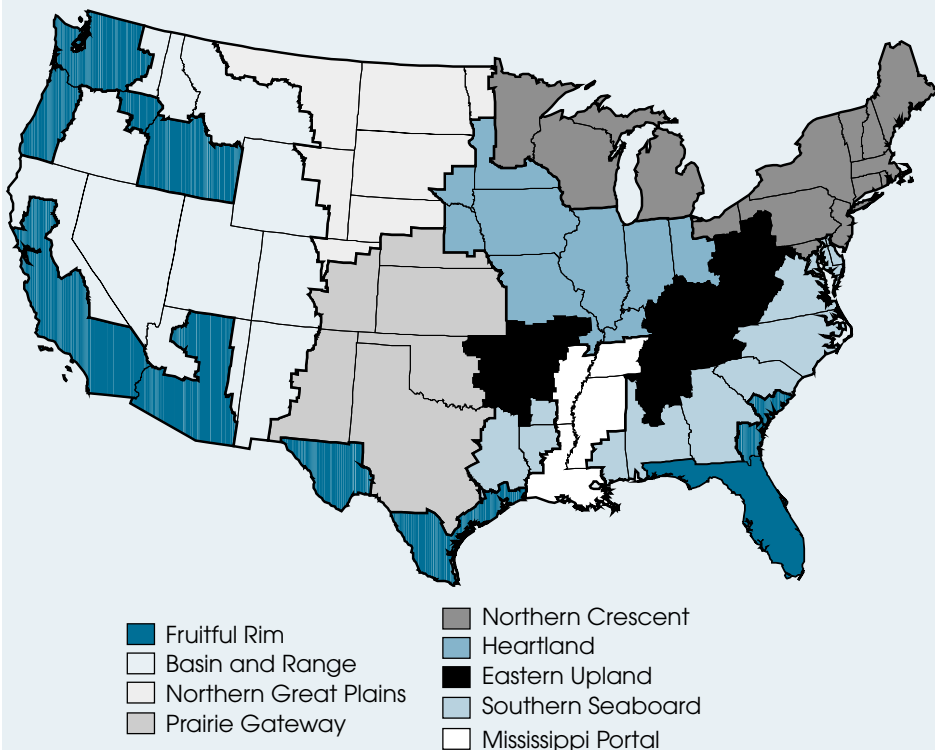 Fruitful Rim
Basin and Range
Northern Great Plains
Prairie Gateway
Northern Crescent
Heartland
Eastern Upland
Southern Seaboard
Mississippi Portal